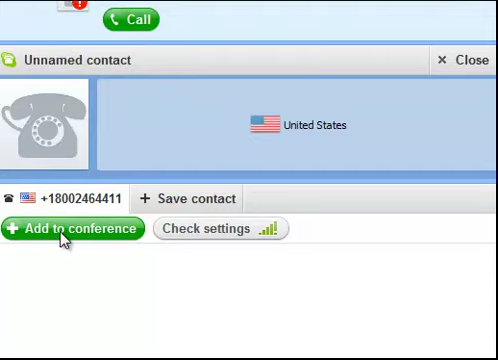 Call
Unnamed contact
× Close
United States
+18002464411
+ Save contact
+ Add to conference
Check settings